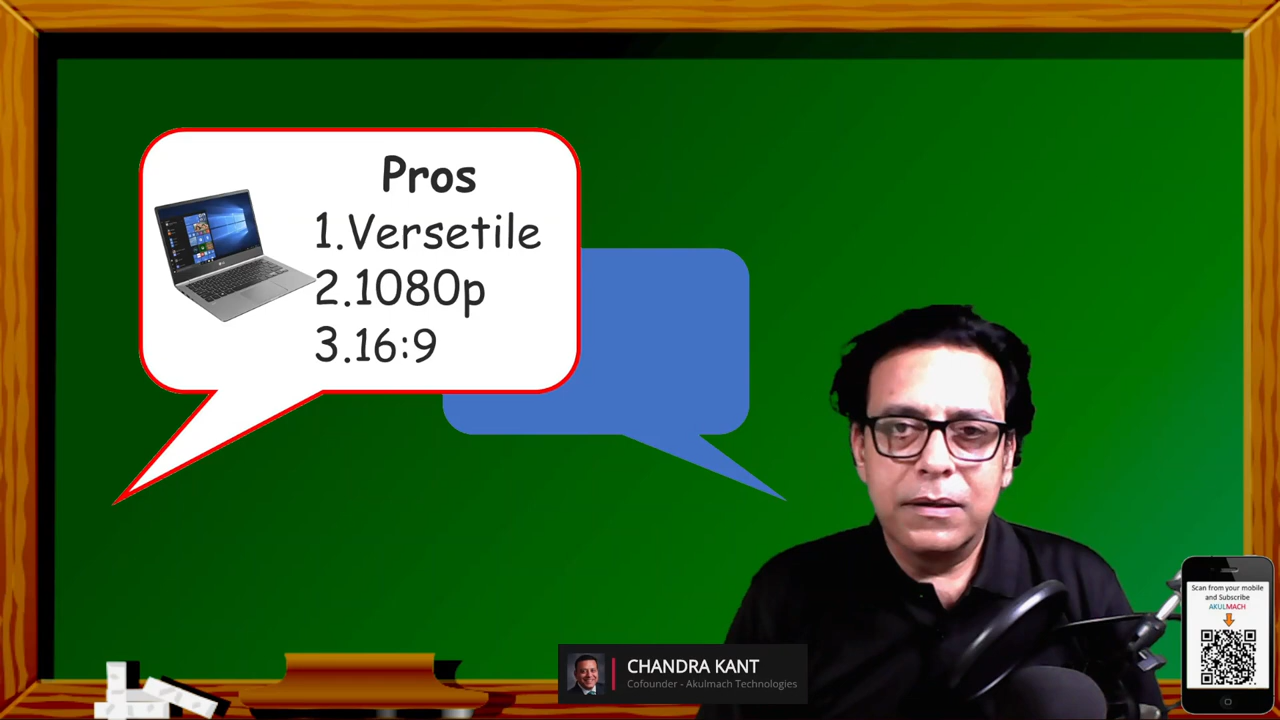 Pros
1.Versetile
2.1080p
3.16:9
CHANDRA KANT
Cofounder - Akulmach Technologies
Scan from your mobile
and Subscribe
AKULMACH